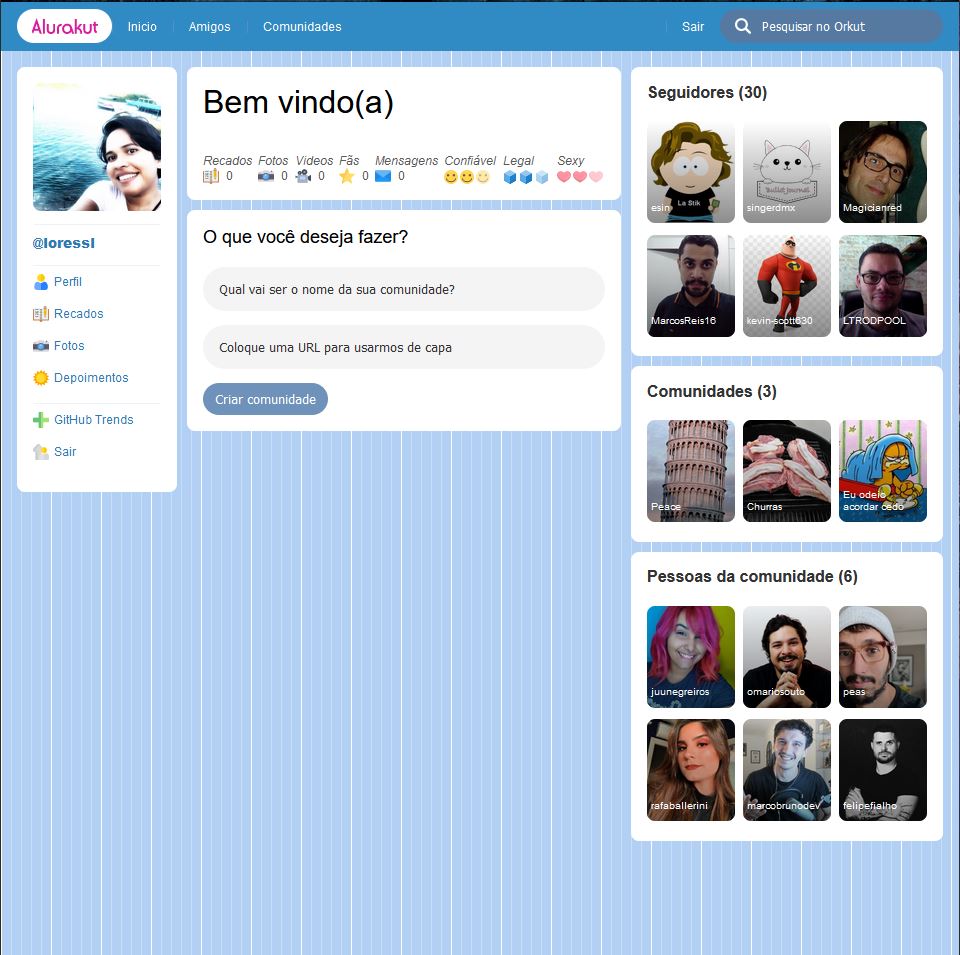 Alurakut
Inicio
Amigos
Comunidades
Sair
Pesquisar no Orkut
@loressl
Perfil
Recados
Fotos
Depoimentos
GitHub Trends
Sair
Bem vindo(a)
Recados Fotos Videos Fãs Mensagens Confiável Legal Sexy
0 0 0 0 0
O que você deseja fazer?
Qual vai ser o nome da sua comunidade?
Coloque uma URL para usarmos de capa
Criar comunidade
Seguidores (30)
La Stik
esin
Bullet journal
singerdmx
Magicianred
MarcosReis16
kevin-scott630
LTRODPOOL
Comunidades (3)
Peace
Churras
Eu odeio
acordar cedo
Pessoas da comunidade (6)
juunegreiros
omariosouto
peas
rafaballerini
marcobrunodev
felipefialho